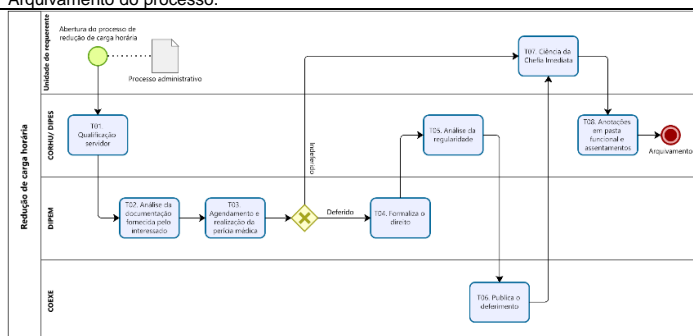 Arquivamento do processo.
Redução de carga horária
Unidade do requerente
Abertura do processo de
redução de carga horária
Processo administrativo
T07. Ciência da
Chefia Imediata
CORHU/ DIPES
T01.
Qualificação
servidor
T05. Análise da
regularidade
T08. Anotações
em pasta
funcional e
assentamentos
Arquivamento
DIPEM
T02. Análise da
documentação
fornecida pelo
interessado
T03.
Agendamento e
realização da
perícia médica
Indeferido
Deferido
T04. Formaliza o
direito
COEXE
T06. Publica o
deferimento